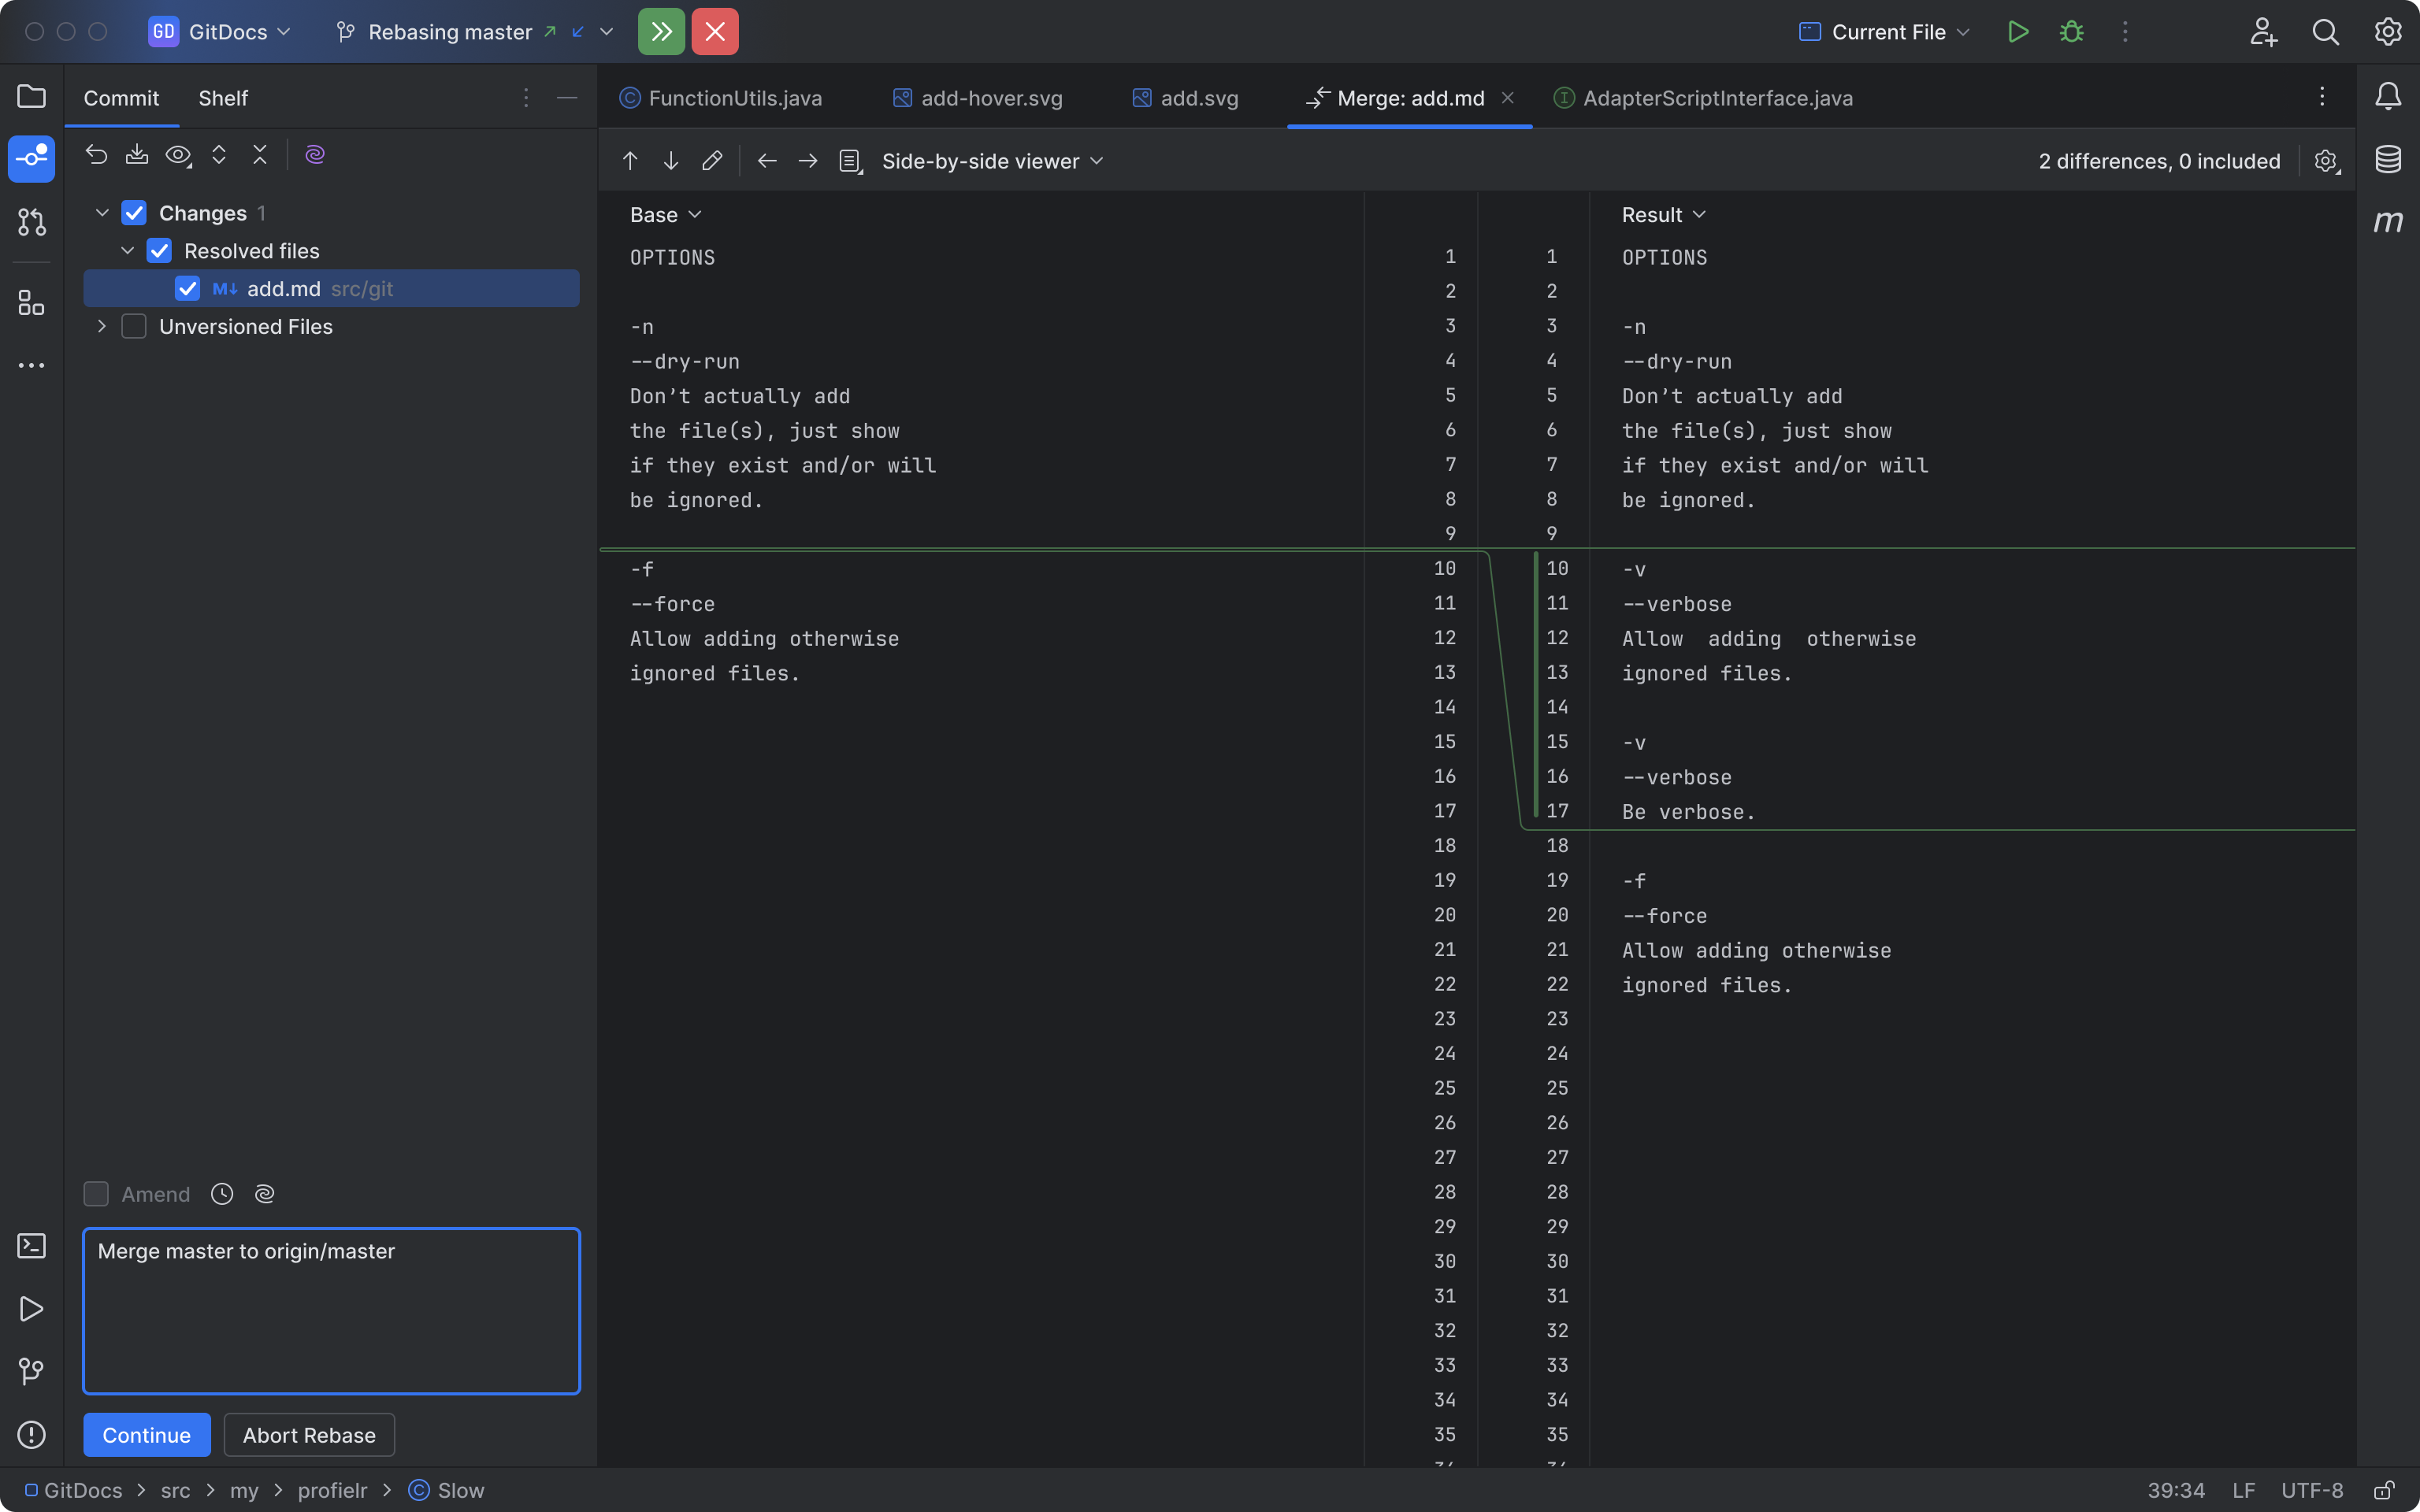 GD GitDocs Rebasing master Current File
Commit Shelf
FunctionUtils.java add-hover.svg add.svg Merge: add.md AdapterScriptInterface.java
Side-by-side viewer 2 differences, 0 included
Changes 1
Resolved files
M↓ add.md src/git
Unversioned Files
Amend
Merge master to origin/master
Continue Abort Rebase
Base
OPTIONS 1
2
-n 3
--dry-run 4
Don’t actually add 5
the file(s), just show 6
if they exist and/or will 7
be ignored. 8
9
-f 10
--force 11
Allow adding otherwise 12
ignored files. 13
14
15
16
17
18
19
20
21
22
23
24
25
26
27
28
29
30
31
32
33
34
35
Result
1 OPTIONS
2
3 -n
4 --dry-run
5 Don’t actually add
6 the file(s), just show
7 if they exist and/or will
8 be ignored.
9
10 -v
11 --verbose
12 Allow  adding  otherwise
13 ignored files.
14
15 -v
16 --verbose
17 Be verbose.
18
19 -f
20 --force
21 Allow adding otherwise
22 ignored files.
23
24
25
26
27
28
29
30
31
32
33
34
35
m
GitDocs > src > my > profielr > Slow
39:34 LF UTF-8